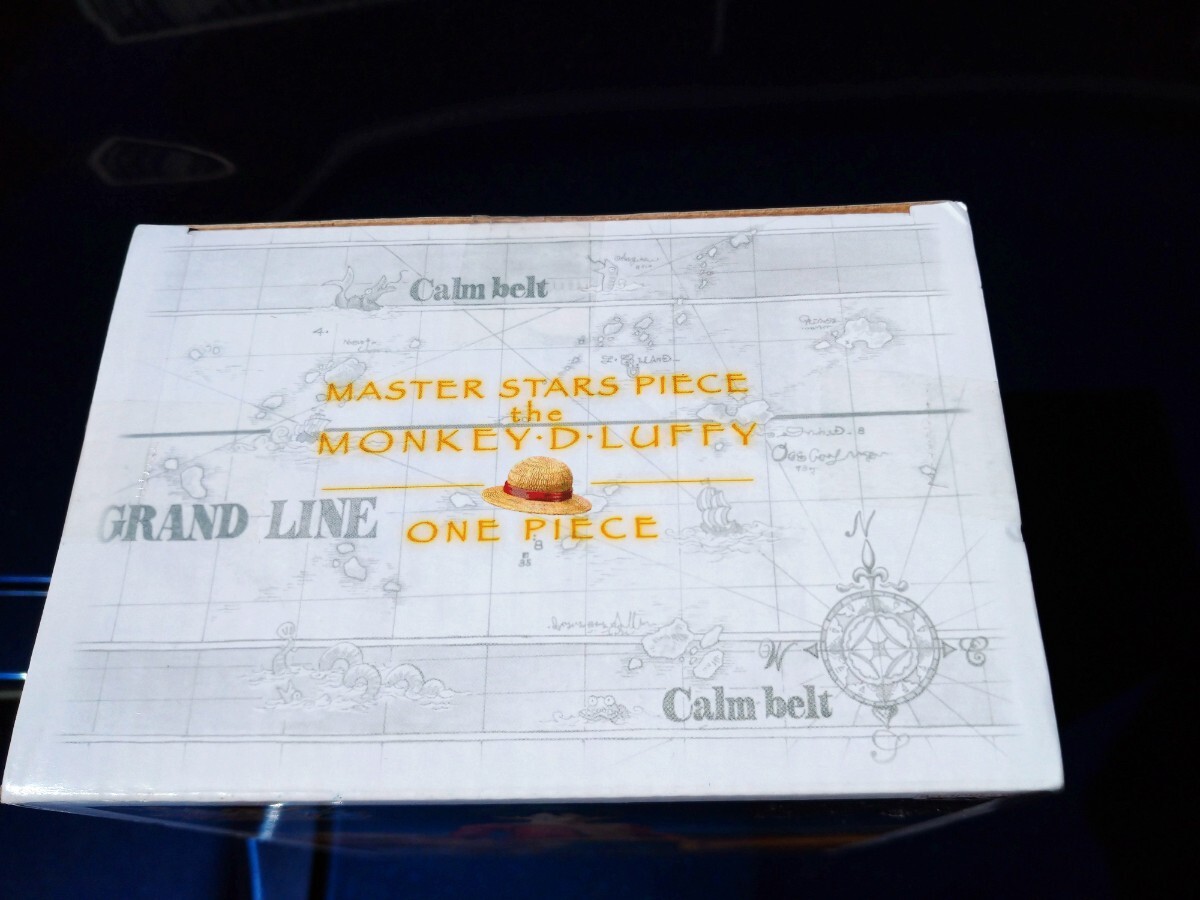 Calm belt
MASTER STARS PIECE
the
MONKEY·D·LUFFY
GRAND LINE
ONE PIECE
N
W
E
Calm belt
S